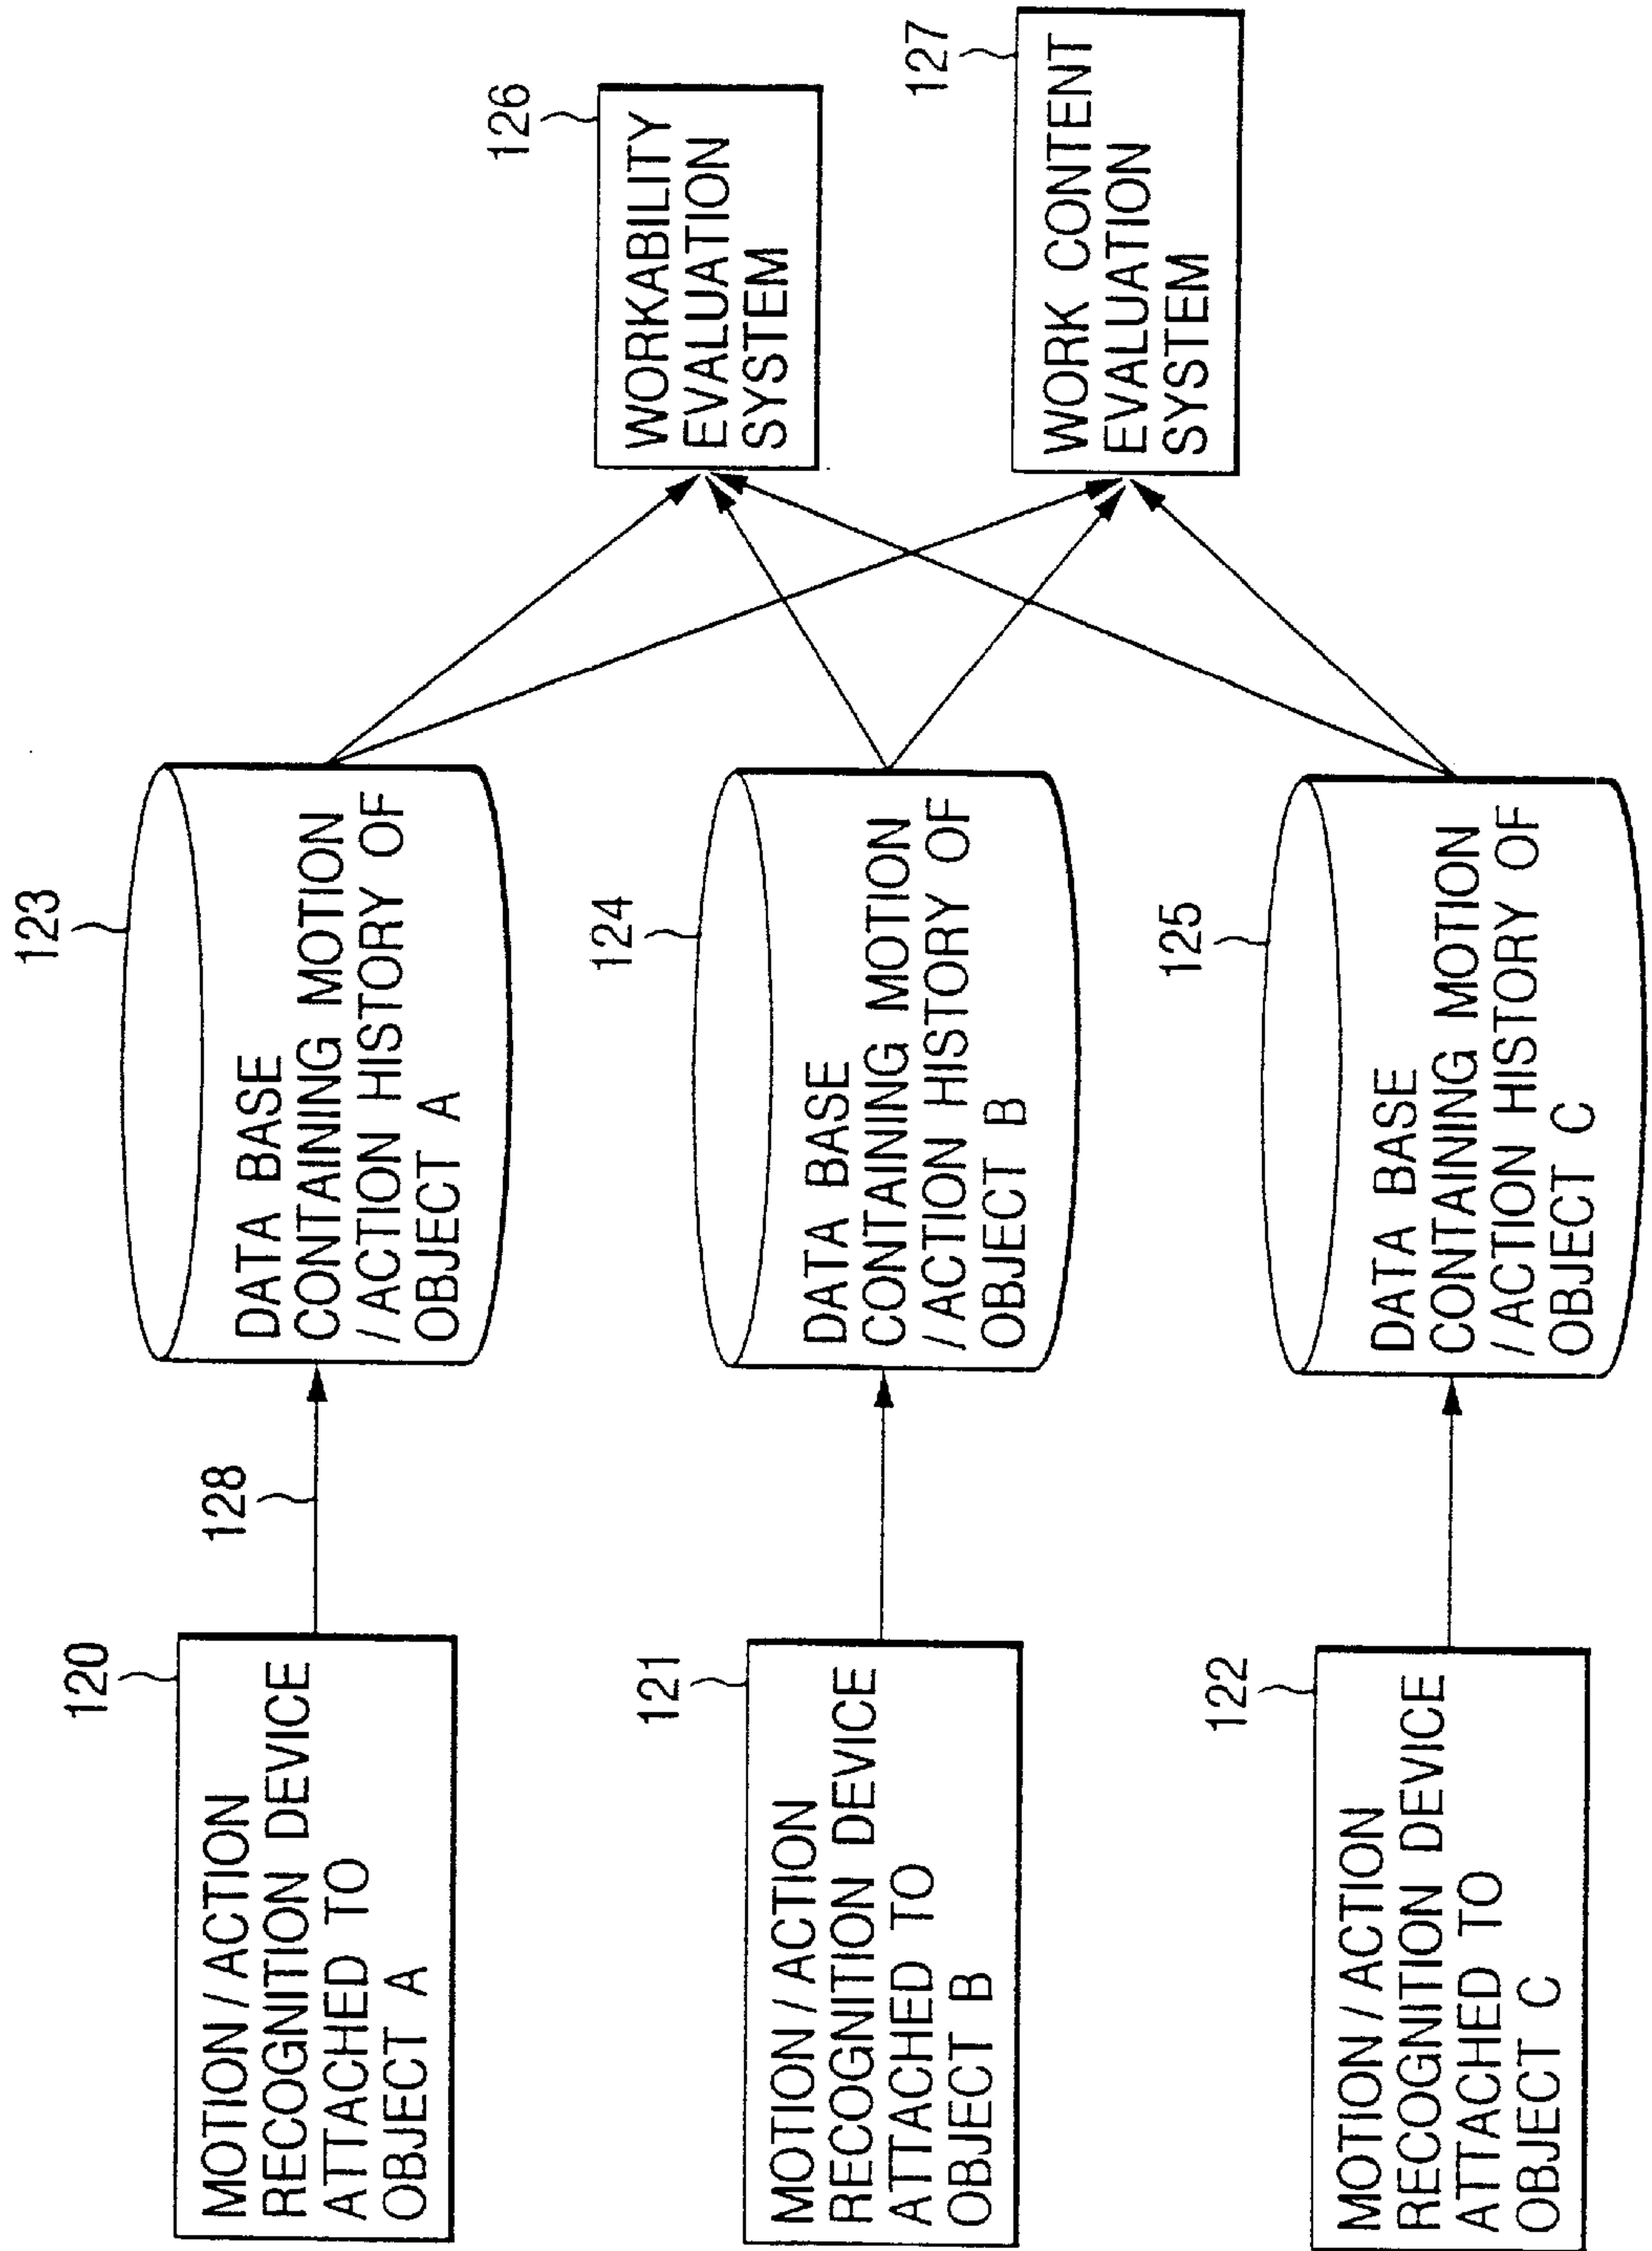 120
MOTION / ACTION
RECOGNITION DEVICE
ATTACHED TO
OBJECT A
128
123
DATA BASE
CONTAINING MOTION
/ACTION HISTORY OF
OBJECT A
121
MOTION / ACTION
RECOGNITION DEVICE
ATTACHED TO
OBJECT B
124
DATA BASE
CONTAINING MOTION
/ACTION HISTORY OF
OBJECT B
122
MOTION / ACTION
RECOGNITION DEVICE
ATTACHED TO
OBJECT C
125
DATA BASE
CONTAINING MOTION
/ACTION HISTORY OF
OBJECT C
126
WORKABILITY
EVALUATION
SYSTEM
127
WORK CONTENT
EVALUATION
SYSTEM